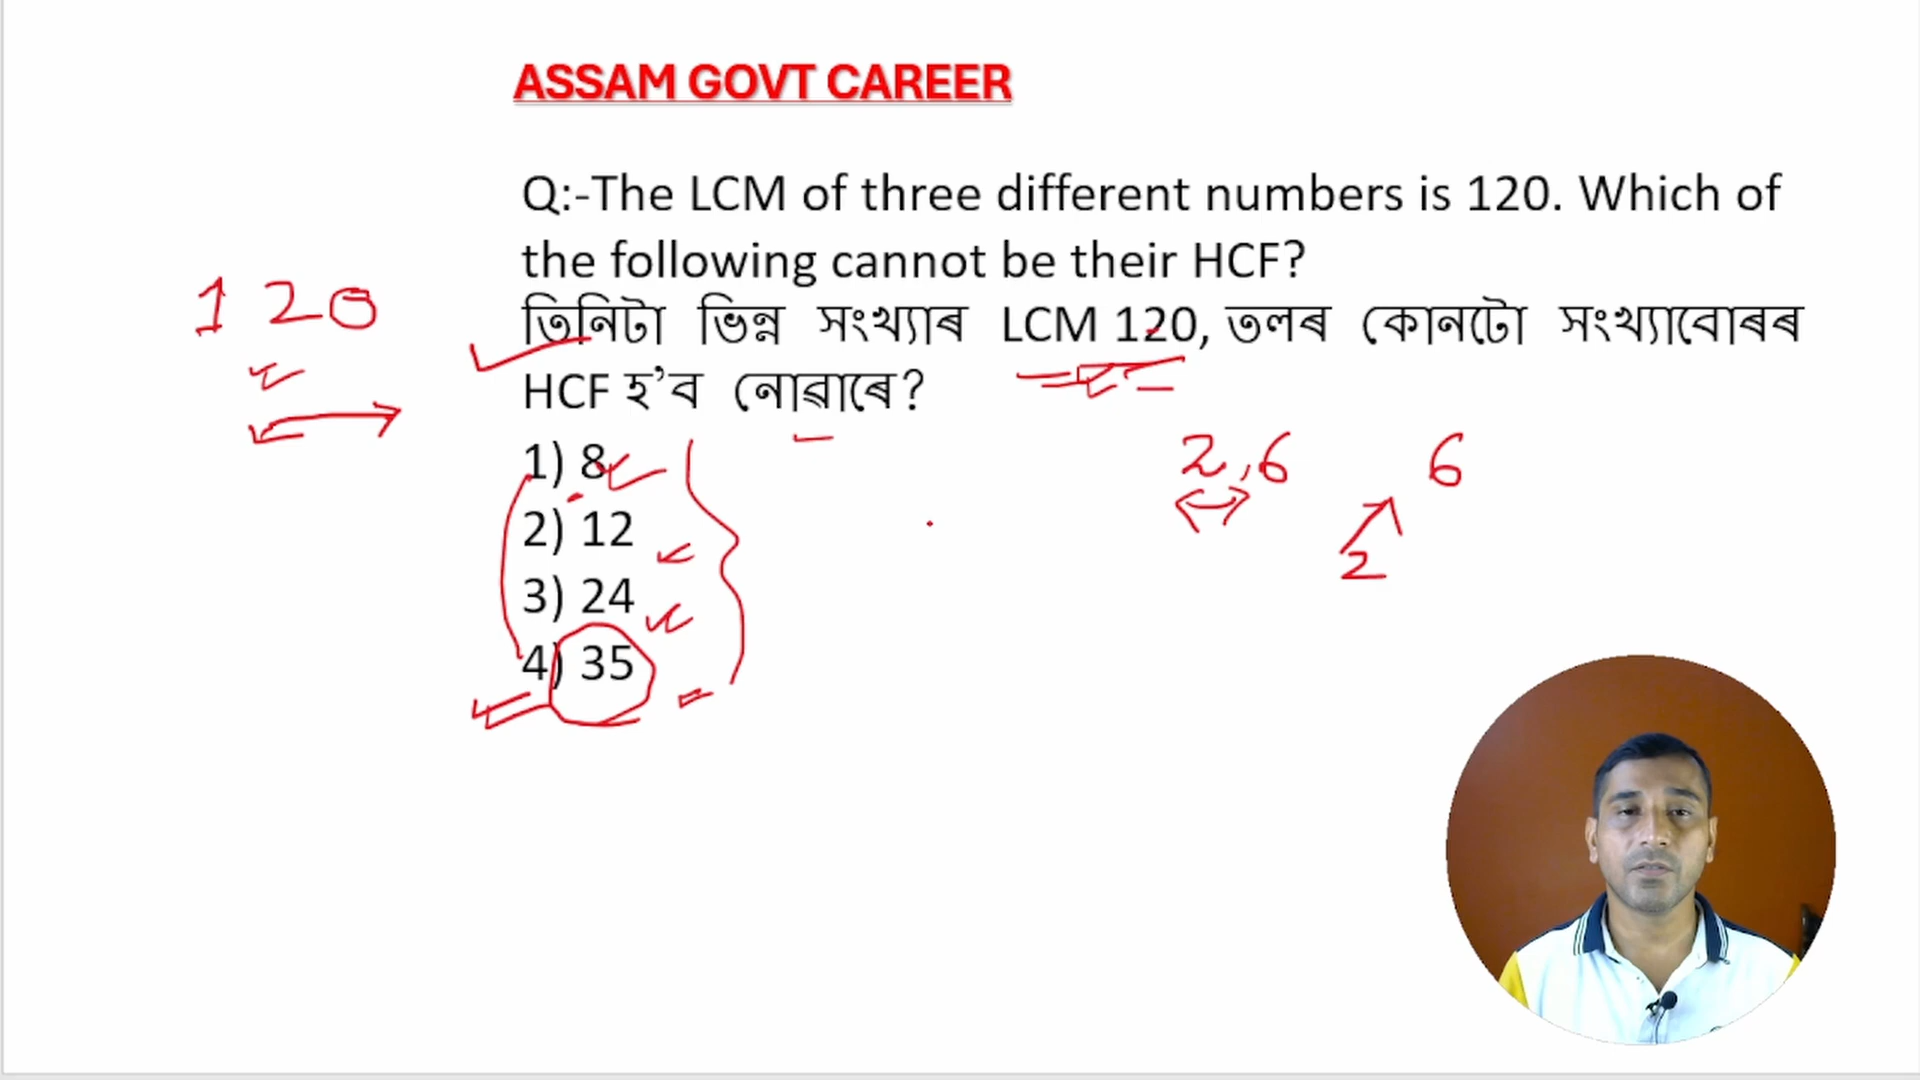 ASSAM GOVT CAREER
Q:-The LCM of three different numbers is 120. Which of
the following cannot be their HCF?
তিনিটা ভিন্ন সংখ্যাৰ LCM 120, তলৰ কোনটো সংখ্যাবোৰৰ
HCF হ’ব নোৱাৰে?
1) 8
2) 12
3) 24
4) 35
120
2,6
6
2